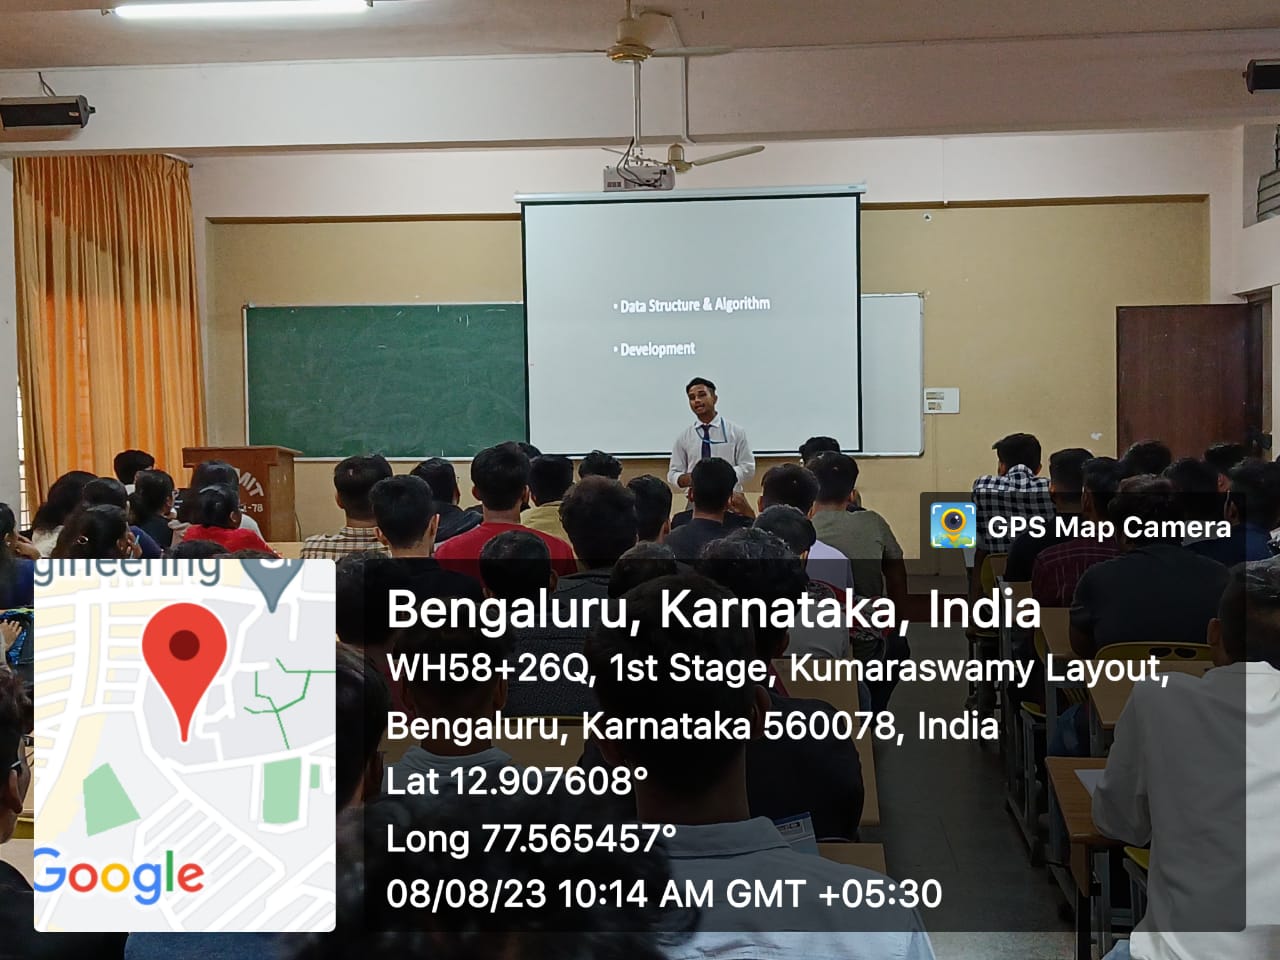 • Data Structure & Algorithm
• Development
MIT
GPS Map Camera
gineering
Google
Bengaluru, Karnataka, India
WH58+26Q, 1st Stage, Kumaraswamy Layout,
Bengaluru, Karnataka 560078, India
Lat 12.907608°
Long 77.565457°
08/08/23 10:14 AM GMT +05:30